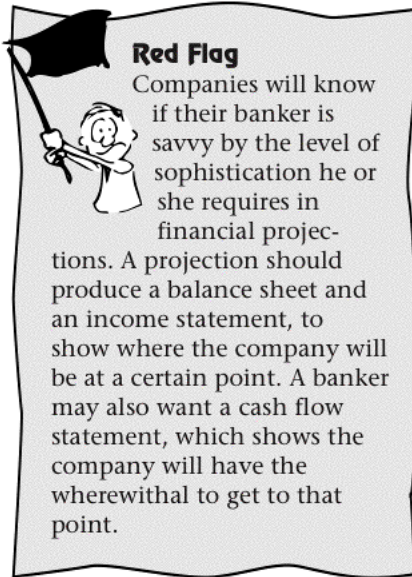 Red Flag
Companies will know
if their banker is
savvy by the level of
sophistication he or
she requires in
financial projec-
tions. A projection should
produce a balance sheet and
an income statement, to
show where the company will
be at a certain point. A banker
may also want a cash flow
statement, which shows the
company will have the
wherewithal to get to that
point.